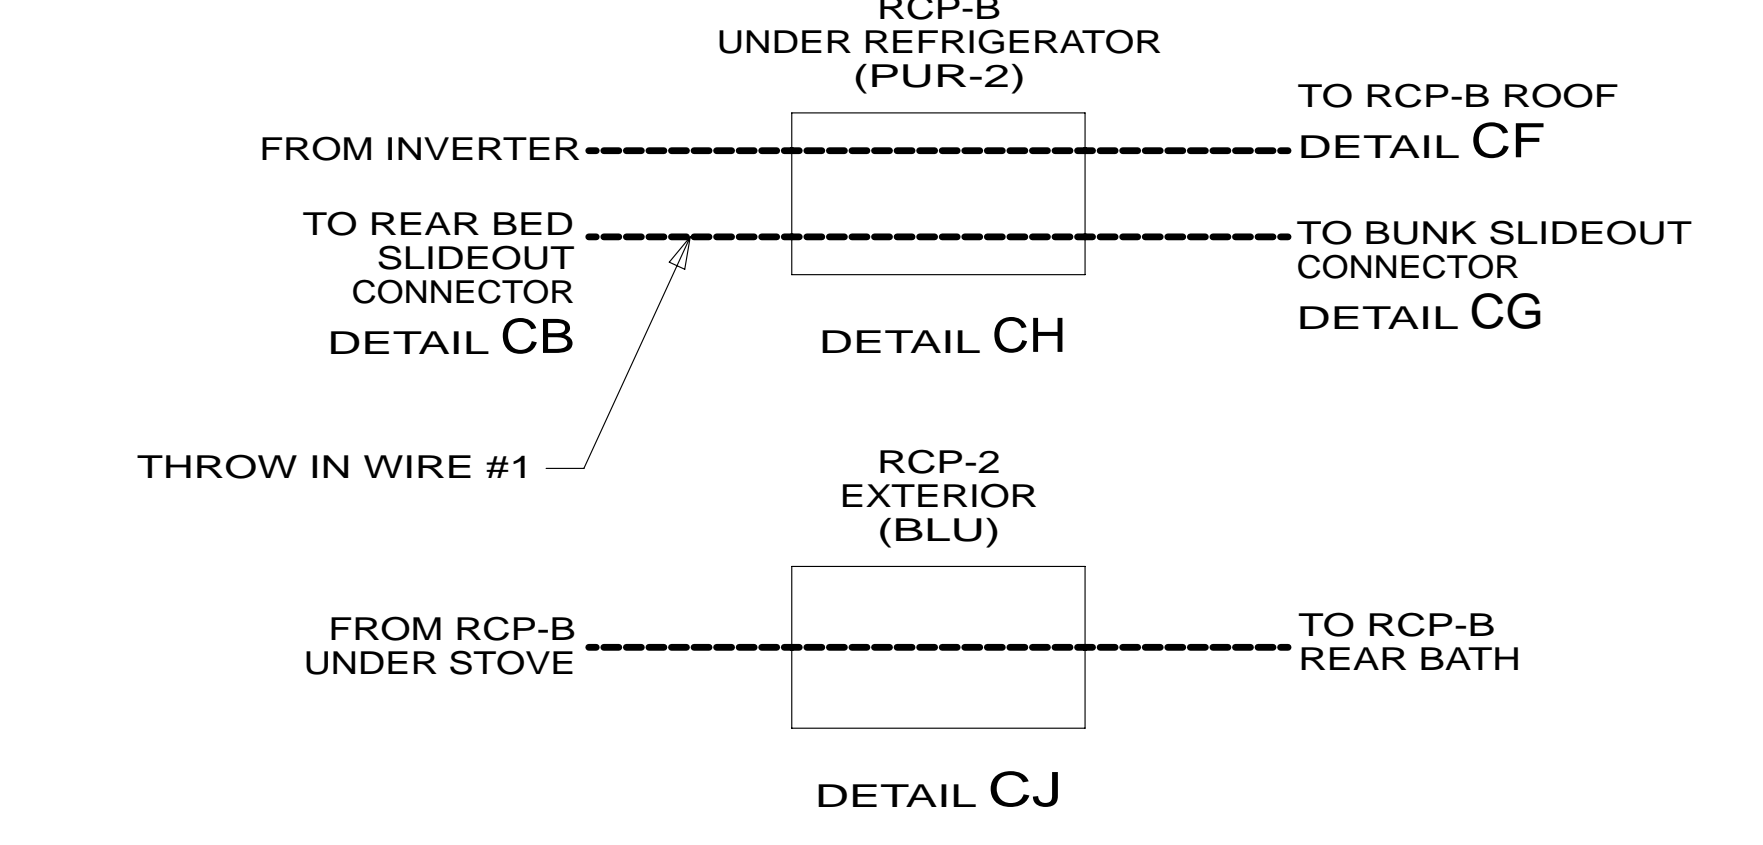 RCP-B
UNDER REFRIGERATOR
(PUR-2)
FROM INVERTER
TO RCP-B ROOF
DETAIL CF
TO REAR BED
SLIDEOUT
CONNECTOR
DETAIL CB
TO BUNK SLIDEOUT
CONNECTOR
DETAIL CG
DETAIL CH
THROW IN WIRE #1
RCP-2
EXTERIOR
(BLU)
FROM RCP-B
UNDER STOVE
TO RCP-B
REAR BATH
DETAIL CJ